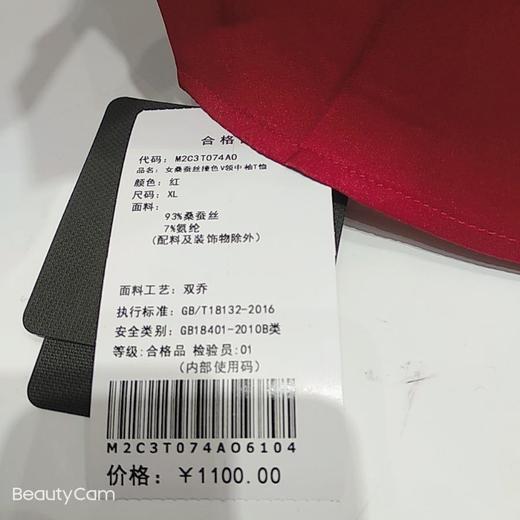 合格
代码: M2C3T074A0
品名: 女桑蚕丝撞色V领中袖T恤
颜色: 红
尺码: XL
面料:
93%桑蚕丝
7%氨纶
(配料及装饰物除外)
面料工艺: 双乔
执行标准: GB/T18132-2016
安全类别: GB18401-2010B类
等级:合格品 检验员:01
(内部使用码)
M2C3T074A06104
价格: ￥1100.00
BeautyCam